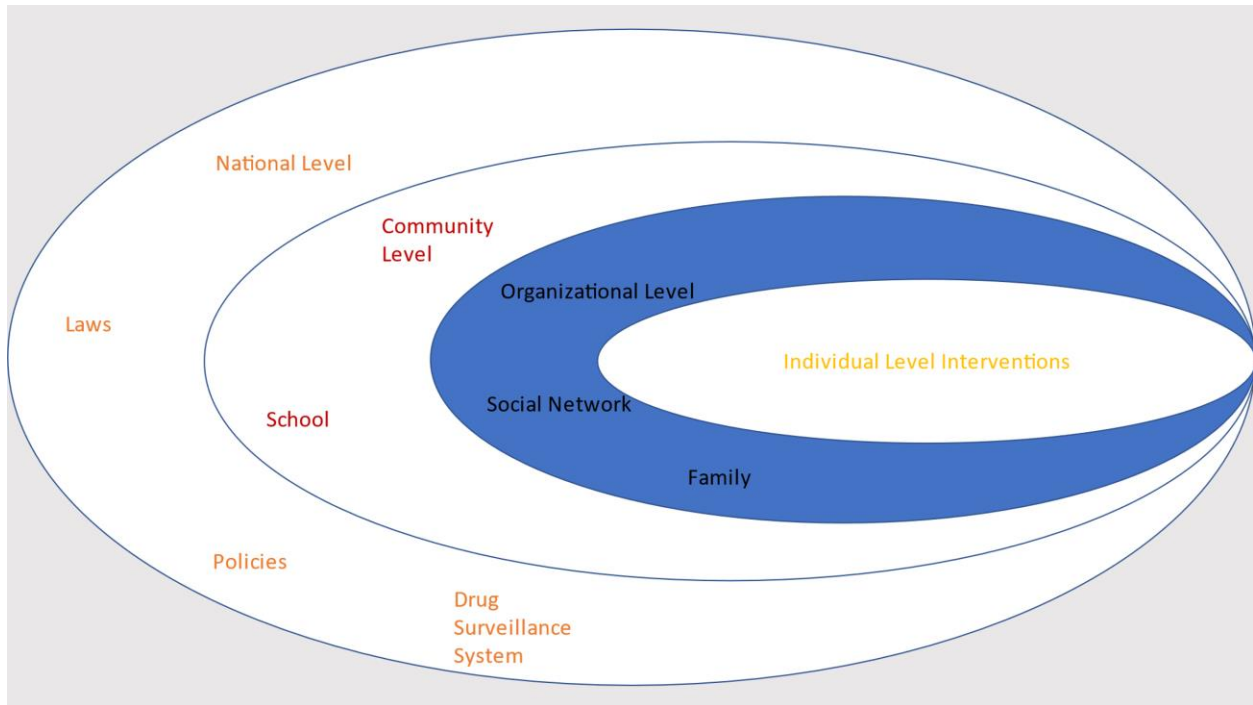 National Level
Community
Level
Organizational Level
Laws
Individual Level Interventions
Social Network
School
Family
Policies
Drug
Surveillance
System